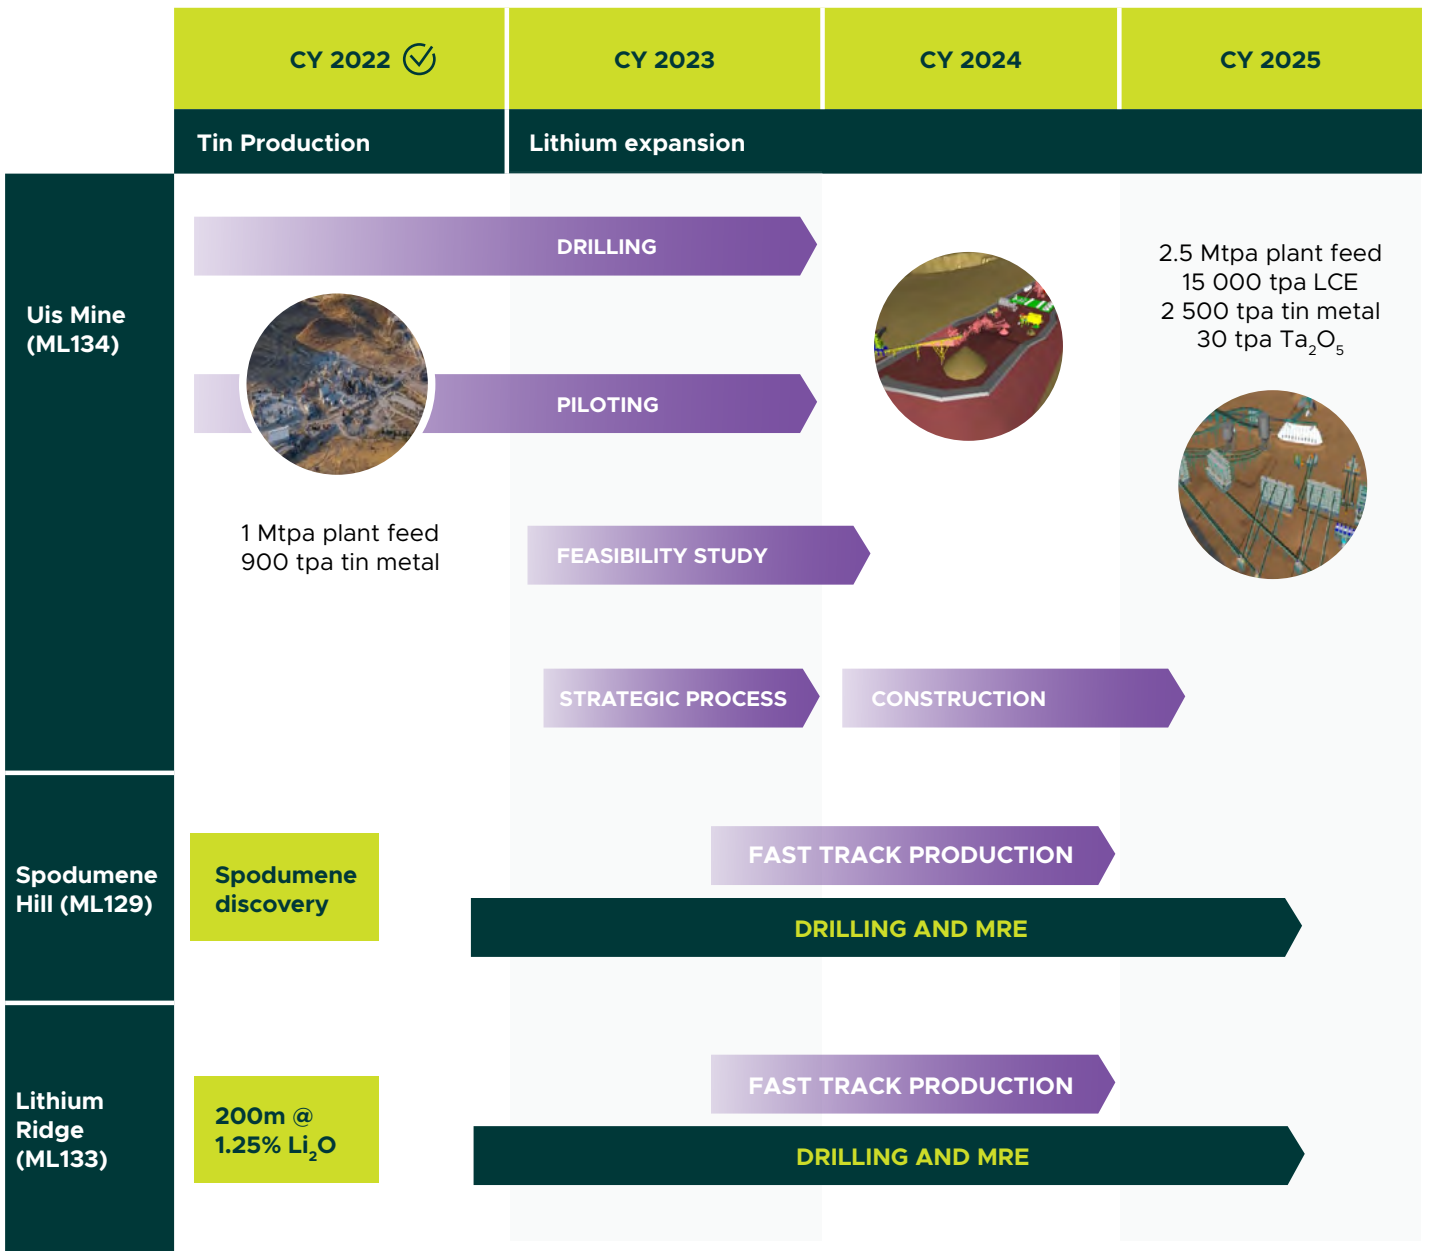 CY 2022
CY 2023
CY 2024
CY 2025
Tin Production
Lithium expansion
Uis Mine
(ML134)
DRILLING
PILOTING
1 Mtpa plant feed
900 tpa tin metal
2.5 Mtpa plant feed
15 000 tpa LCE
2 500 tpa tin metal
30 tpa Ta₂O₅
FEASIBILITY STUDY
STRATEGIC PROCESS
CONSTRUCTION
Spodumene
Hill (ML129)
Spodumene
discovery
FAST TRACK PRODUCTION
DRILLING AND MRE
Lithium
Ridge
(ML133)
200m @
1.25% Li₂O
FAST TRACK PRODUCTION
DRILLING AND MRE